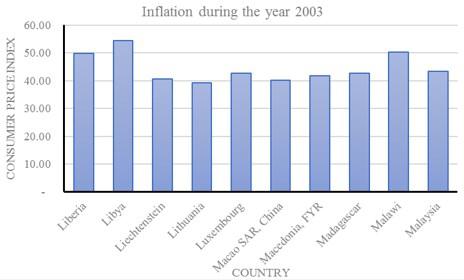 Inflation during the year 2003
CONSUMER PRICE INDEX
60.00
50.00
40.00
30.00
20.00
10.00
-
Liberia
Libya
Liechtenstein
Lithuania
Luxembourg
Macao SAR, China
Macedonia, FYR
Madagascar
Malawi
Malaysia
COUNTRY